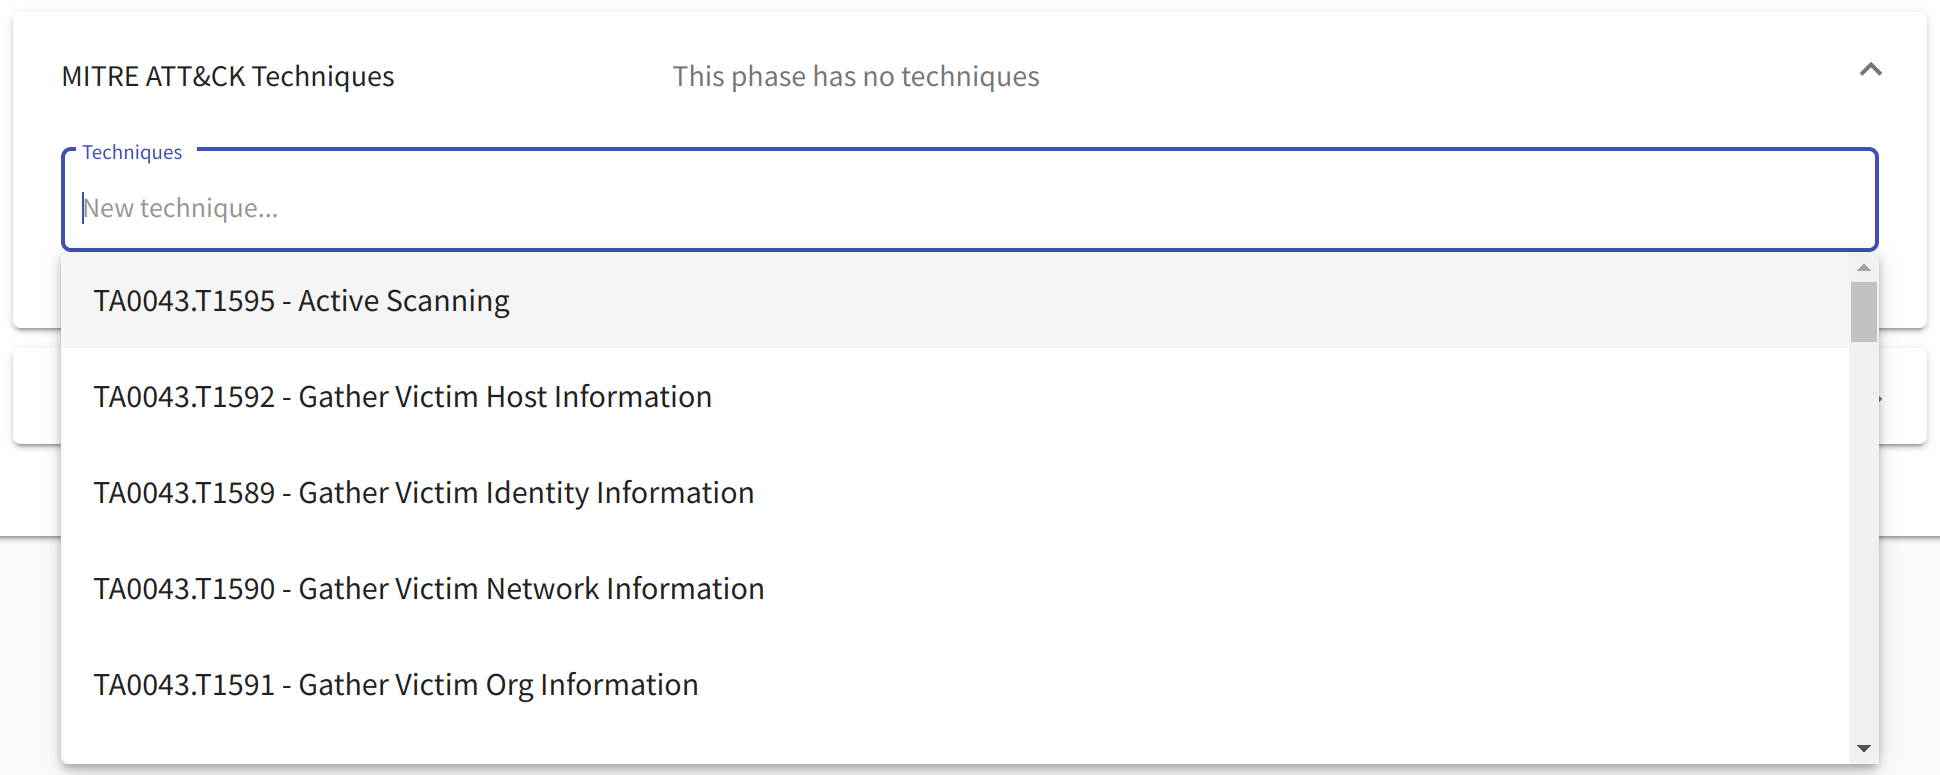 MITRE ATT&CK Techniques This phase has no techniques
Techniques
New technique...
TA0043.T1595 - Active Scanning
TA0043.T1592 - Gather Victim Host Information
TA0043.T1589 - Gather Victim Identity Information
TA0043.T1590 - Gather Victim Network Information
TA0043.T1591 - Gather Victim Org Information